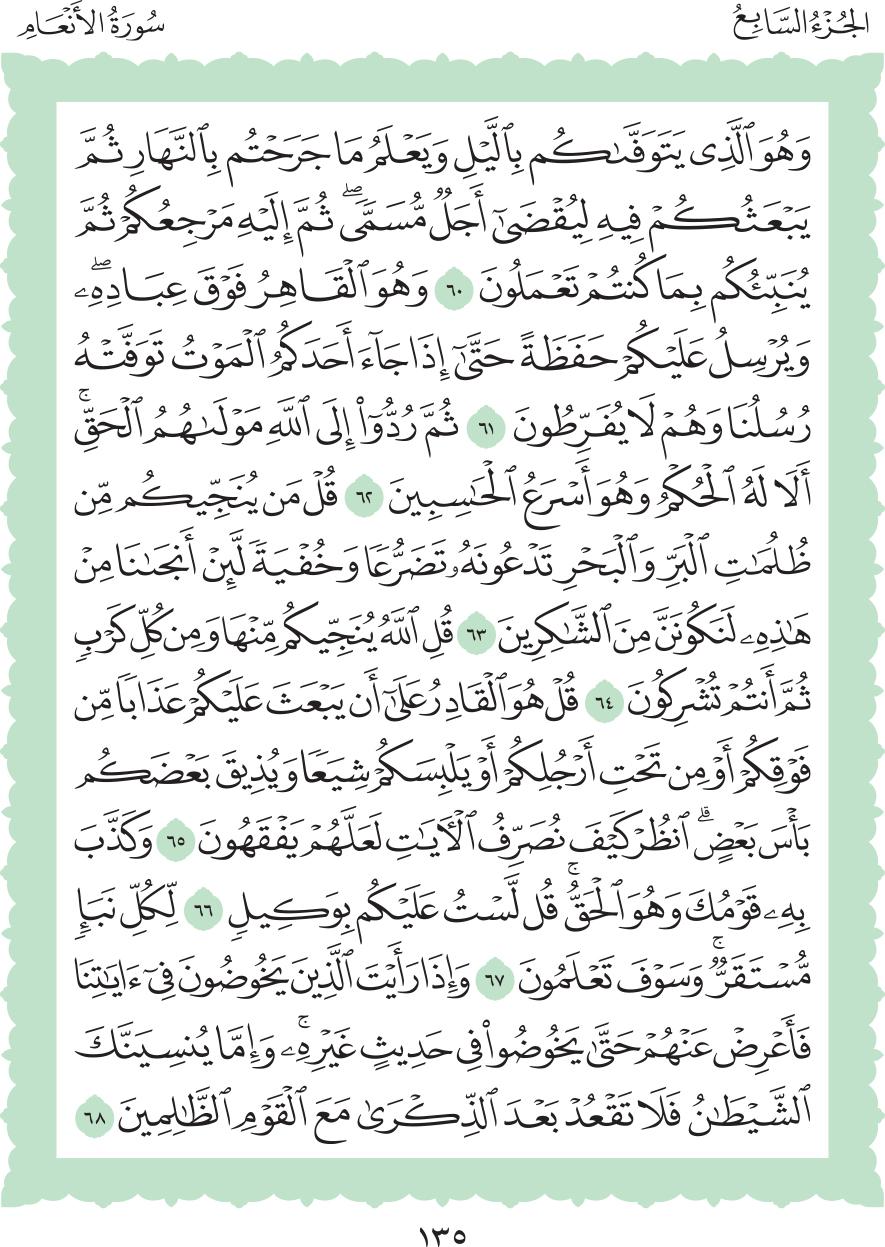 الجُزْءُ السَّابِعُ
سُورَةُ الأَنْعَامِ
وَهُوَ ٱلَّذِى يَتَوَفَّىٰكُم بِٱلَّيْلِ وَيَعْلَمُ مَا جَرَحْتُم بِٱلنَّهَارِ ثُمَّ
يَبْعَثُكُمْ فِيهِ لِيُقْضَىٰٓ أَجَلٌ مُّسَمًّى ۖ ثُمَّ إِلَيْهِ مَرْجِعُكُمْ ثُمَّ
يُنَبِّئُكُم بِمَا كُنتُمْ تَعْمَلُونَ ٦٠ وَهُوَ ٱلْقَاهِرُ فَوْقَ عِبَادِهِۦ ۖ
وَيُرْسِلُ عَلَيْكُمْ حَفَظَةً حَتَّىٰٓ إِذَا جَآءَ أَحَدَكُمُ ٱلْمَوْتُ تَوَفَّتْهُ
رُسُلُنَا وَهُمْ لَا يُفَرِّطُونَ ٦١ ثُمَّ رُدُّوٓا۟ إِلَى ٱللَّهِ مَوْلَىٰهُمُ ٱلْحَقِّ ۚ
أَلَا لَهُ ٱلْحُكْمُ وَهُوَ أَسْرَعُ ٱلْحَـٰسِبِينَ ٦٢ قُلْ مَن يُنَجِّيكُم مِّن
ظُلُمَـٰتِ ٱلْبَرِّ وَٱلْبَحْرِ تَدْعُونَهُۥ تَضَرُّعًا وَخُفْيَةً لَّئِنْ أَنجَىٰنَا مِنْ
هَـٰذِهِۦ لَنَكُونَنَّ مِنَ ٱلشَّـٰكِرِينَ ٦٣ قُلِ ٱللَّهُ يُنَجِّيكُم مِّنْهَا وَمِن كُلِّ كَرْبٍ
ثُمَّ أَنتُمْ تُشْرِكُونَ ٦٤ قُلْ هُوَ ٱلْقَادِرُ عَلَىٰٓ أَن يَبْعَثَ عَلَيْكُمْ عَذَابًا مِّن
فَوْقِكُمْ أَوْ مِن تَحْتِ أَرْجُلِكُمْ أَوْ يَلْبِسَكُمْ شِيَعًا وَيُذِيقَ بَعْضَكُم
بَأْسَ بَعْضٍ ۗ ٱنظُرْ كَيْفَ نُصَرِّفُ ٱلْـَٔايَـٰتِ لَعَلَّهُمْ يَفْقَهُونَ ٦٥ وَكَذَّبَ
بِهِۦ قَوْمُكَ وَهُوَ ٱلْحَقُّ ۚ قُل لَّسْتُ عَلَيْكُم بِوَكِيلٍ ٦٦ لِّكُلِّ نَبَإٍ
مُّسْتَقَرٌّ ۚ وَسَوْفَ تَعْلَمُونَ ٦٧ وَإِذَا رَأَيْتَ ٱلَّذِينَ يَخُوضُونَ فِىٓ ءَايَـٰتِنَا
فَأَعْرِضْ عَنْهُمْ حَتَّىٰ يَخُوضُوا۟ فِى حَدِيثٍ غَيْرِهِۦ ۚ وَإِمَّا يُنسِيَنَّكَ
ٱلشَّيْطَـٰنُ فَلَا تَقْعُدْ بَعْدَ ٱلذِّكْرَىٰ مَعَ ٱلْقَوْمِ ٱلظَّـٰلِمِينَ ٦٨
١٣٥